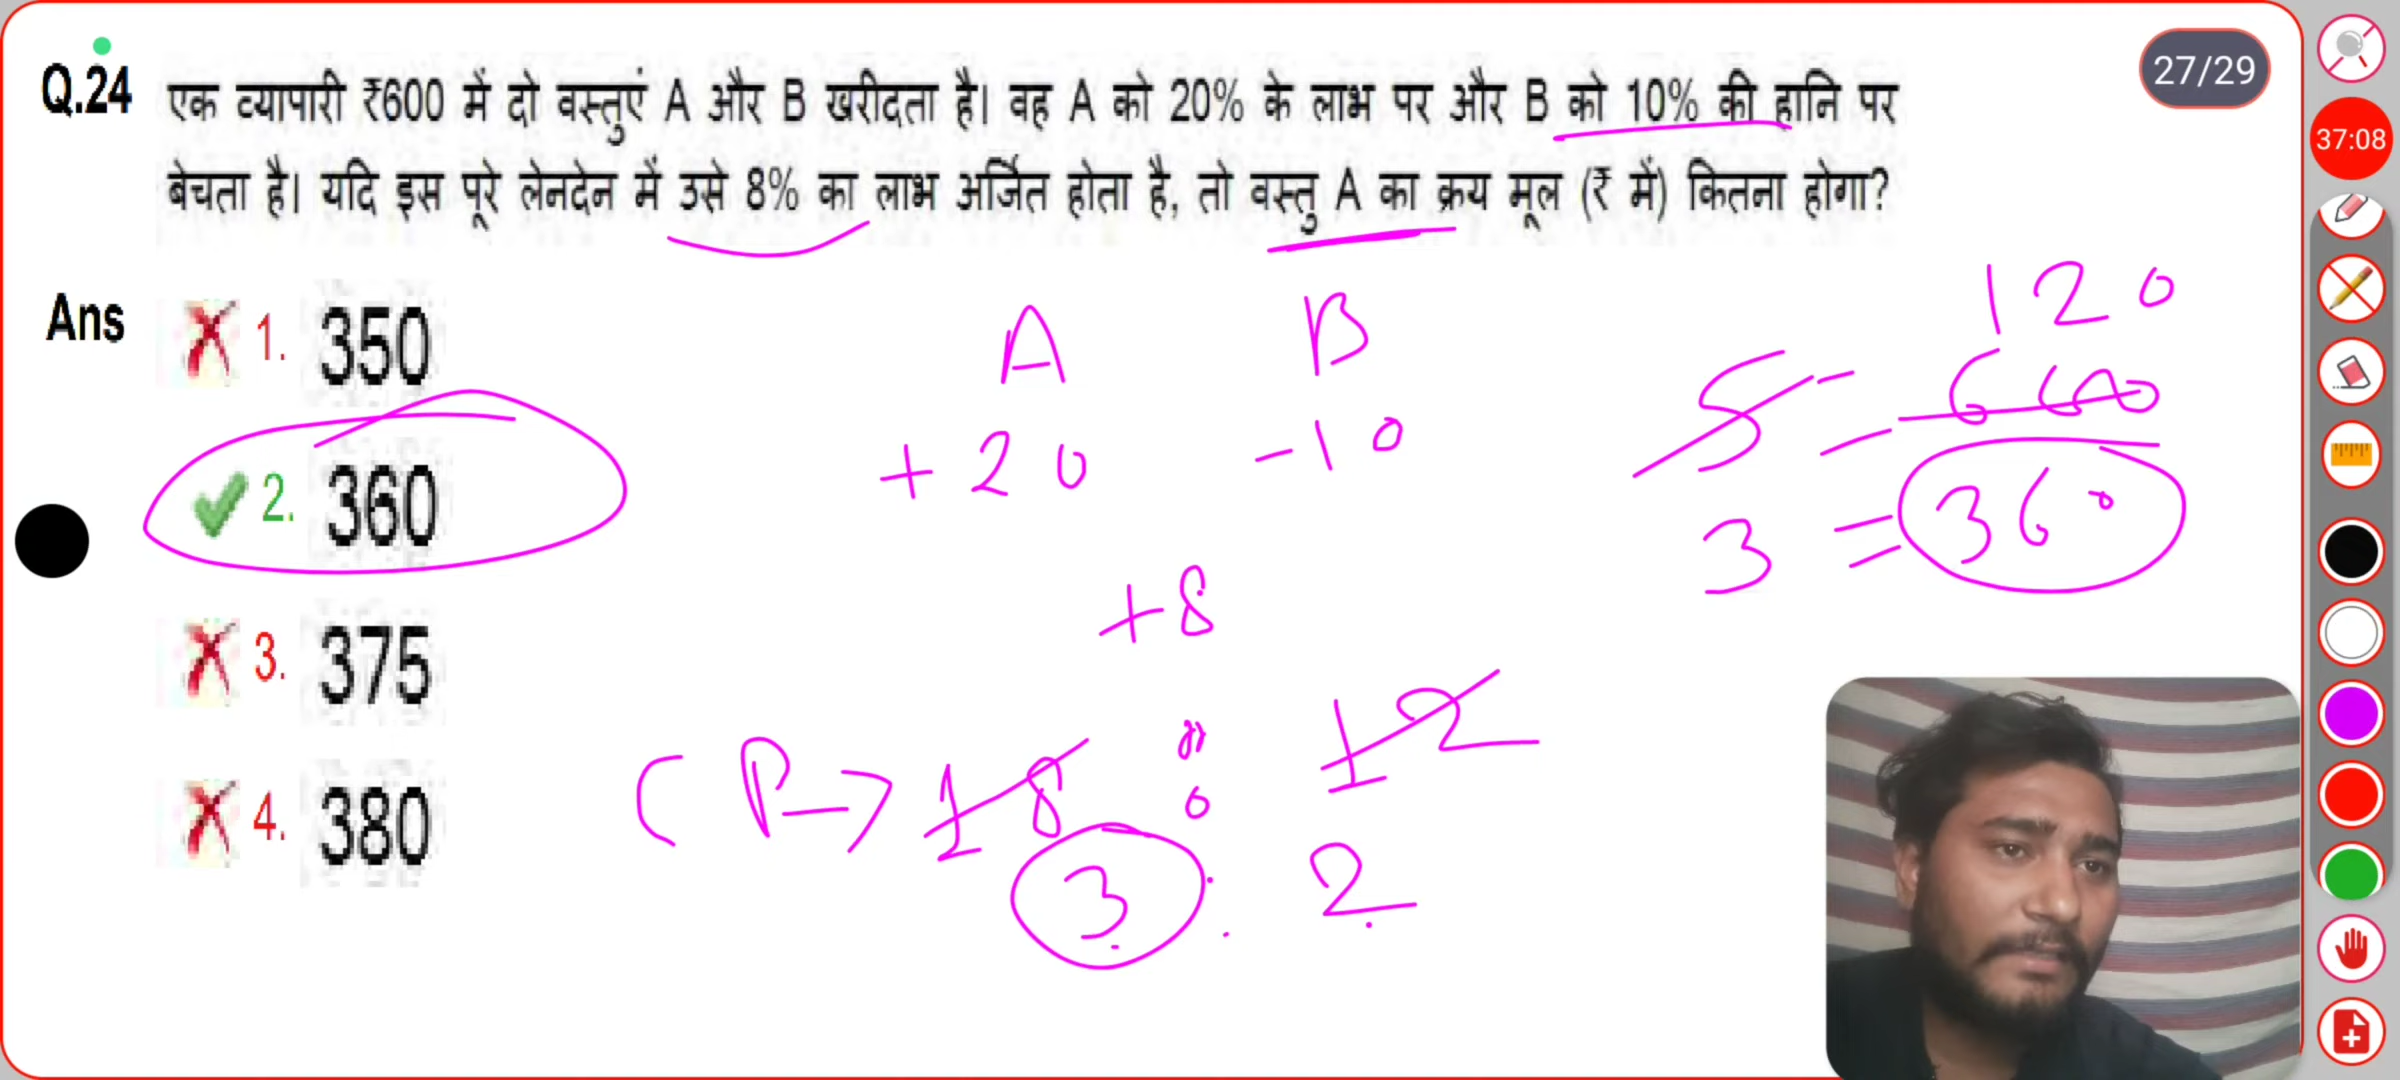 27/29
37:08
Q.24 एक व्यापारी ₹600 में दो वस्तुएं A और B खरीदता है। वह A को 20% के लाभ पर और B को 10% की हानि पर
बेचता है। यदि इस पूरे लेनदेन में उसे 8% का लाभ अर्जित होता है, तो वस्तु A का क्रय मूल (₹ में) कितना होगा?
Ans 1. 350
2. 360
3. 375
4. 380
A B
+20 -10
+8
CP→ 18 : 12
3 : 2
120
5 = 600
3 = 360